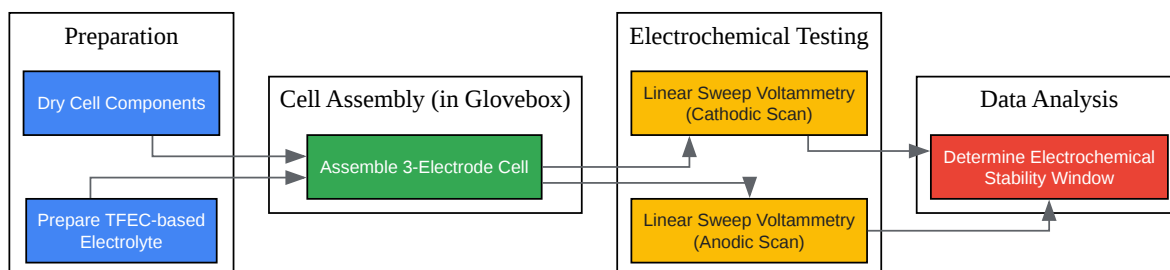 Preparation
Dry Cell Components
Prepare TFEC-based
Electrolyte
Cell Assembly (in Glovebox)
Assemble 3-Electrode Cell
Electrochemical Testing
Linear Sweep Voltammetry
(Cathodic Scan)
Linear Sweep Voltammetry
(Anodic Scan)
Data Analysis
Determine Electrochemical
Stability Window